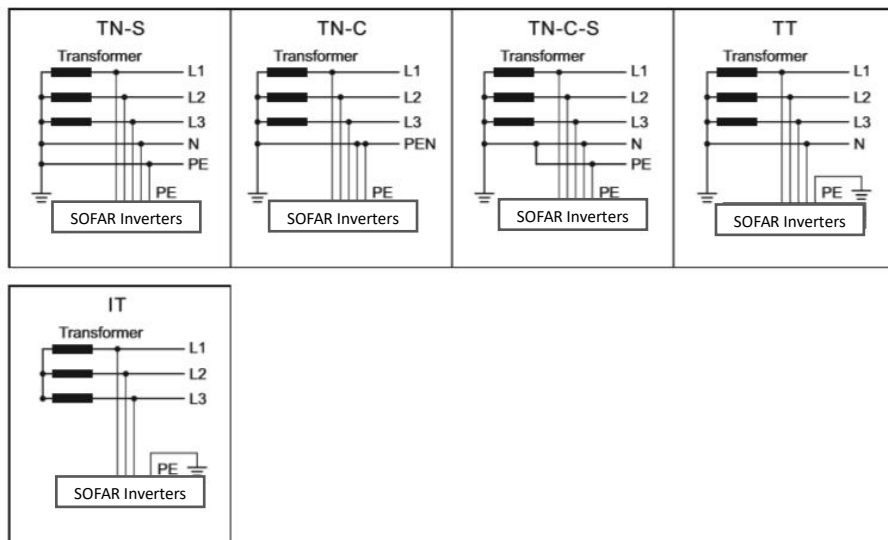 TN-S
Transformer
L1
L2
L3
N
PE
PE
SOFAR Inverters
TN-C
Transformer
L1
L2
L3
PEN
PE
SOFAR Inverters
TN-C-S
Transformer
L1
L2
L3
N
PE
PE
SOFAR Inverters
TT
Transformer
L1
L2
L3
N
PE
SOFAR Inverters
IT
Transformer
L1
L2
L3
PE
SOFAR Inverters